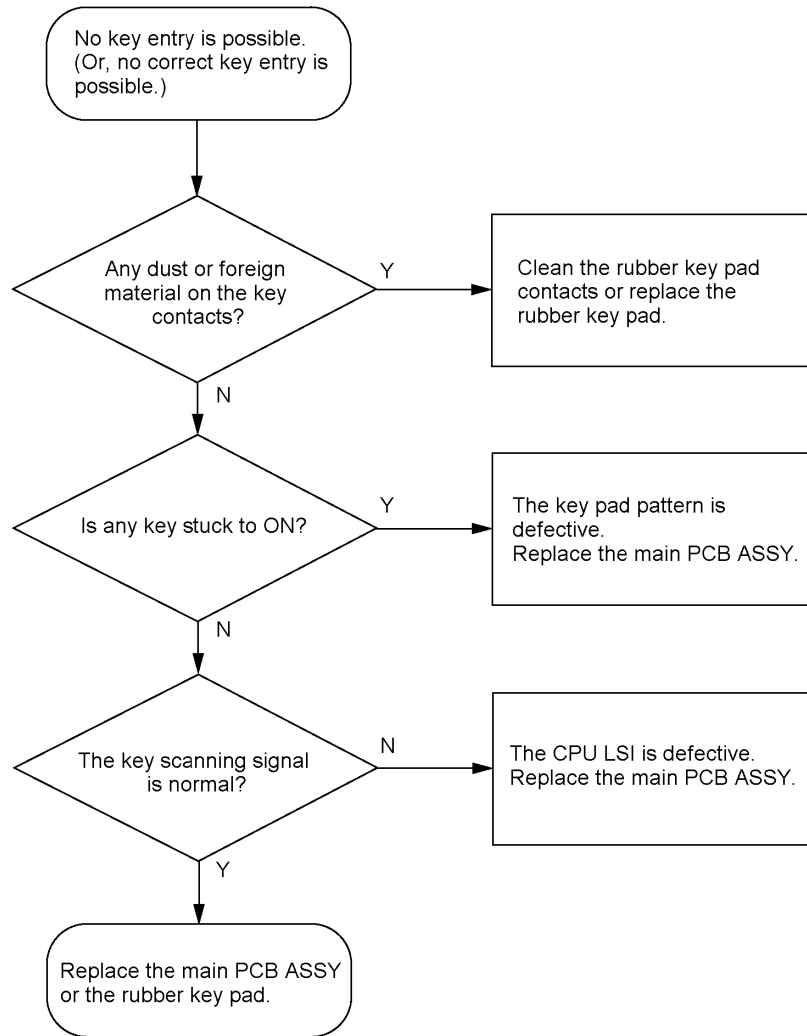 No key entry is possible.
(Or, no correct key entry is
possible.)
Any dust or foreign
material on the key
contacts?
Y
Clean the rubber key pad
contacts or replace the
rubber key pad.
N
Is any key stuck to ON?
Y
The key pad pattern is
defective.
Replace the main PCB ASSY.
N
The key scanning signal
is normal?
N
The CPU LSI is defective.
Replace the main PCB ASSY.
Y
Replace the main PCB ASSY
or the rubber key pad.